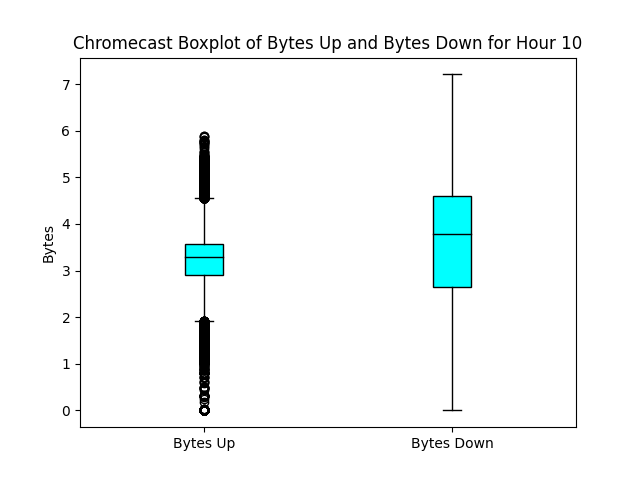 Chromecast Boxplot of Bytes Up and Bytes Down for Hour 10
7
6
5
4
3
2
1
0
Bytes
Bytes Up
Bytes Down